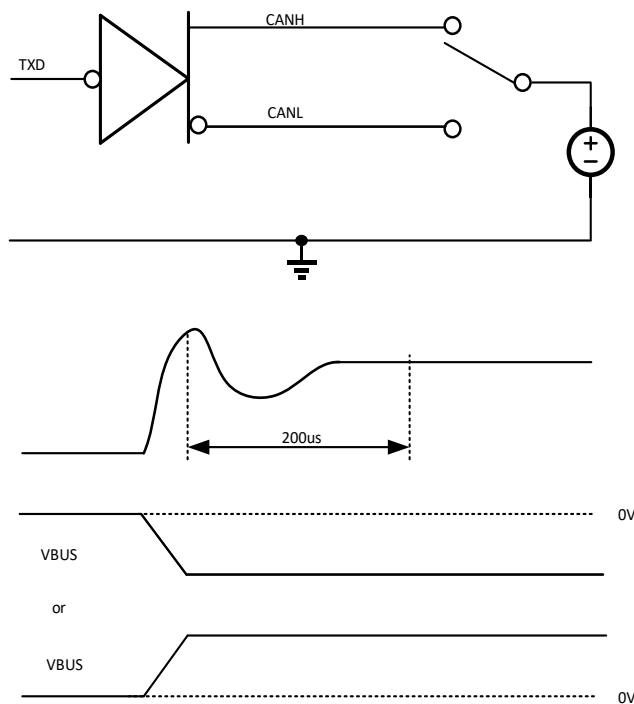 CANH
TXD
CANL
+
−
200us
0V
VBUS
or
VBUS
0V